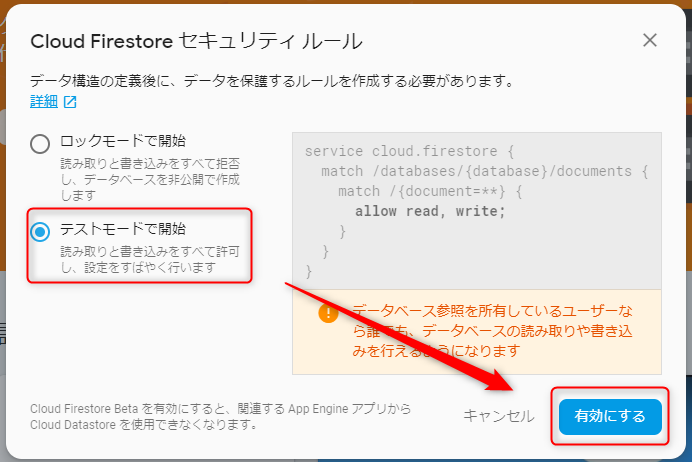 Cloud Firestore セキュリティ ルール
データ構造の定義後に、データを保護するルールを作成する必要があります。
詳細
ロックモードで開始
読み取りと書き込みをすべて拒否
し、データベースを非公開で作成
します
テストモードで開始
読み取りと書き込みをすべて許可
し、設定をすばやく行います
service cloud.firestore {
match /databases/{database}/documents {
match /{document=**} {
allow read, write;
}
}
}
データベース参照を所有しているユーザーなら
誰でも、データベースの読み取りや書き込
みを行えるようになります
Cloud Firestore Beta を有効にすると、関連する App Engine アプリから
Cloud Datastore を使用できなくなります。
キャンセル
有効にする